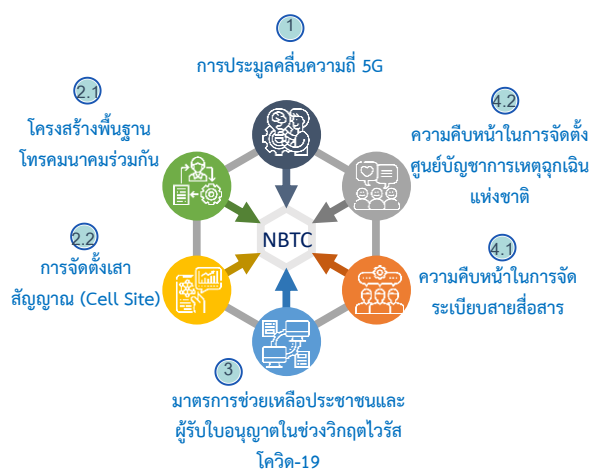 1
การประมูลคลื่นความถี่ 5G
2.1
โครงสร้างพื้นฐาน
โทรคมนาคมร่วมกัน
2.2
การจัดตั้งเสา
สัญญาณ (Cell Site)
NBTC
4.2
ความคืบหน้าในการจัดตั้ง
ศูนย์บัญชาการเหตุฉุกเฉิน
แห่งชาติ
4.1
ความคืบหน้าในการจัด
ระเบียบสายสื่อสาร
3
มาตรการช่วยเหลือประชาชนและ
ผู้รับใบอนุญาตในช่วงวิกฤตไวรัส
โควิด-19